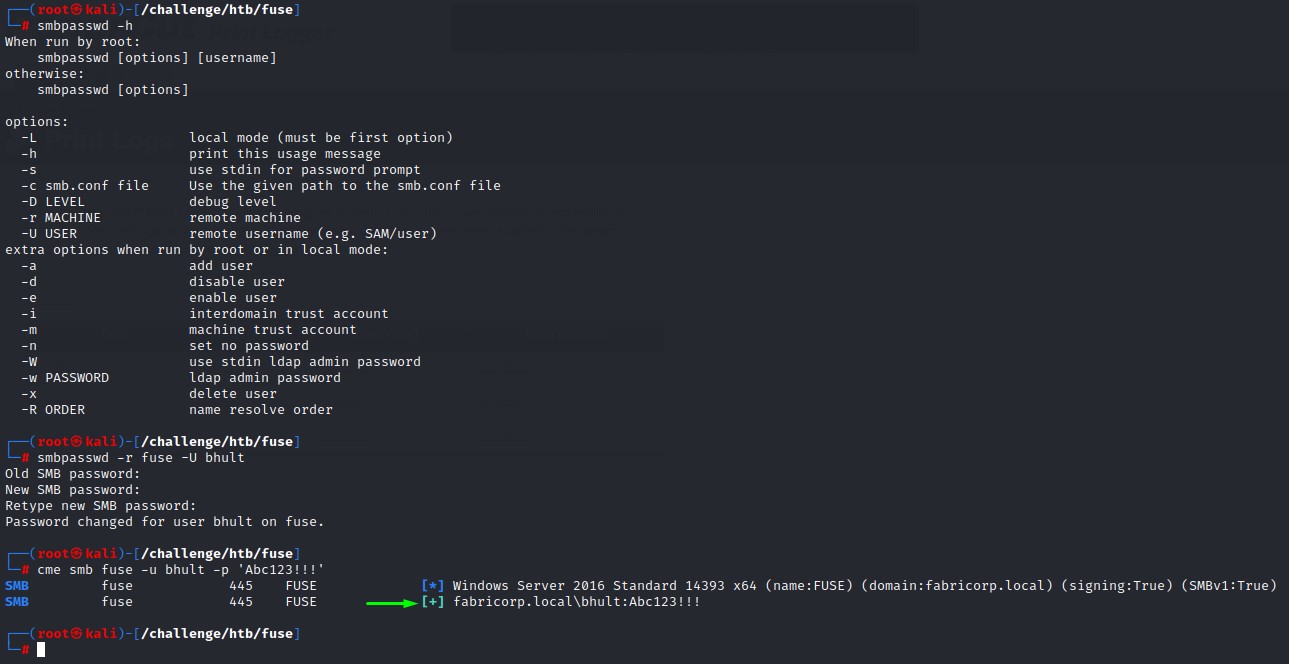 ┌──(root㉿kali)-[/challenge/htb/fuse]
└─# smbpasswd -h
When run by root:
    smbpasswd [options] [username]
otherwise:
    smbpasswd [options]

options:
  -L                   local mode (must be first option)
  -h                   print this usage message
  -s                   use stdin for password prompt
  -c smb.conf file     Use the given path to the smb.conf file
  -D LEVEL             debug level
  -r MACHINE           remote machine
  -U USER              remote username (e.g. SAM/user)
extra options when run by root or in local mode:
  -a                   add user
  -d                   disable user
  -e                   enable user
  -i                   interdomain trust account
  -m                   machine trust account
  -n                   set no password
  -W                   use stdin ldap admin password
  -w PASSWORD          ldap admin password
  -x                   delete user
  -R ORDER             name resolve order

┌──(root㉿kali)-[/challenge/htb/fuse]
└─# smbpasswd -r fuse -U bhult
Old SMB password:
New SMB password:
Retype new SMB password:
Password changed for user bhult on fuse.

┌──(root㉿kali)-[/challenge/htb/fuse]
└─# cme smb fuse -u bhult -p 'Abc123!!!'
SMB         fuse            445    FUSE             [*] Windows Server 2016 Standard 14393 x64 (name:FUSE) (domain:fabricorp.local) (signing:True) (SMBv1:True)
SMB         fuse            445    FUSE             [+] fabricorp.local\bhult:Abc123!!!

┌──(root㉿kali)-[/challenge/htb/fuse]
└─#